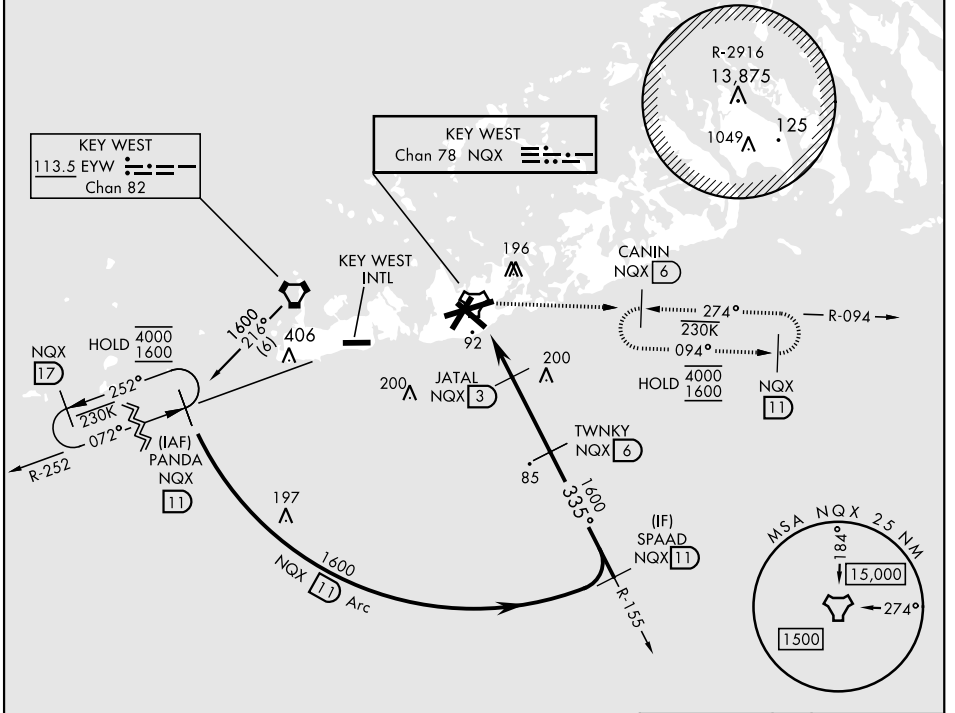 R-2916
13,875
1049
125
KEY WEST
113.5 EYW
Chan 82
KEY WEST
Chan 78 NQX
196
CANIN
NQX 6
KEY WEST
INTL
1600
216°
(6)
406
92
274°
230K
094°
R-094
HOLD 4000
1600
NQX
11
NQX
17
HOLD 4000
1600
252°
230K
072°
R-252
(IAF)
PANDA
NQX
11
200
JATAL
NQX 3
200
TWNKY
NQX 6
85
1600
335°
197
1600
NQX 11 Arc
(IF)
SPAAD
NQX 11
R-155
MSA NQX 25 NM
184°
15,000
274°
1500